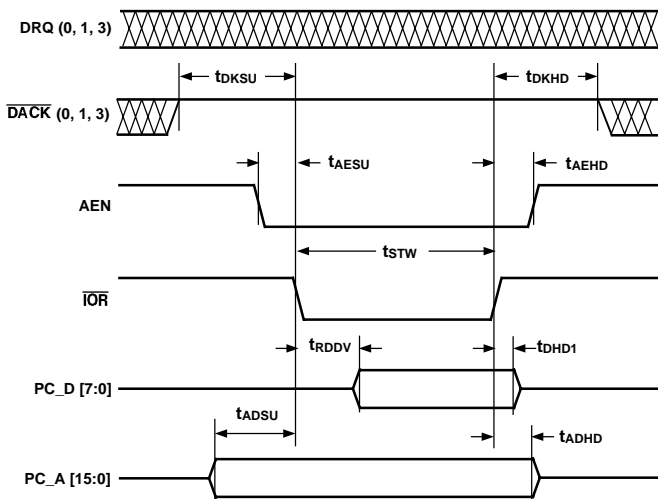 DRQ (0, 1, 3)
tDKSU
tDKHD
DACK (0, 1, 3)
tAESU
tAEHD
AEN
tSTW
IOR
tRDDV
tDHD1
PC_D [7:0]
tADSU
tADHD
PC_A [15:0]